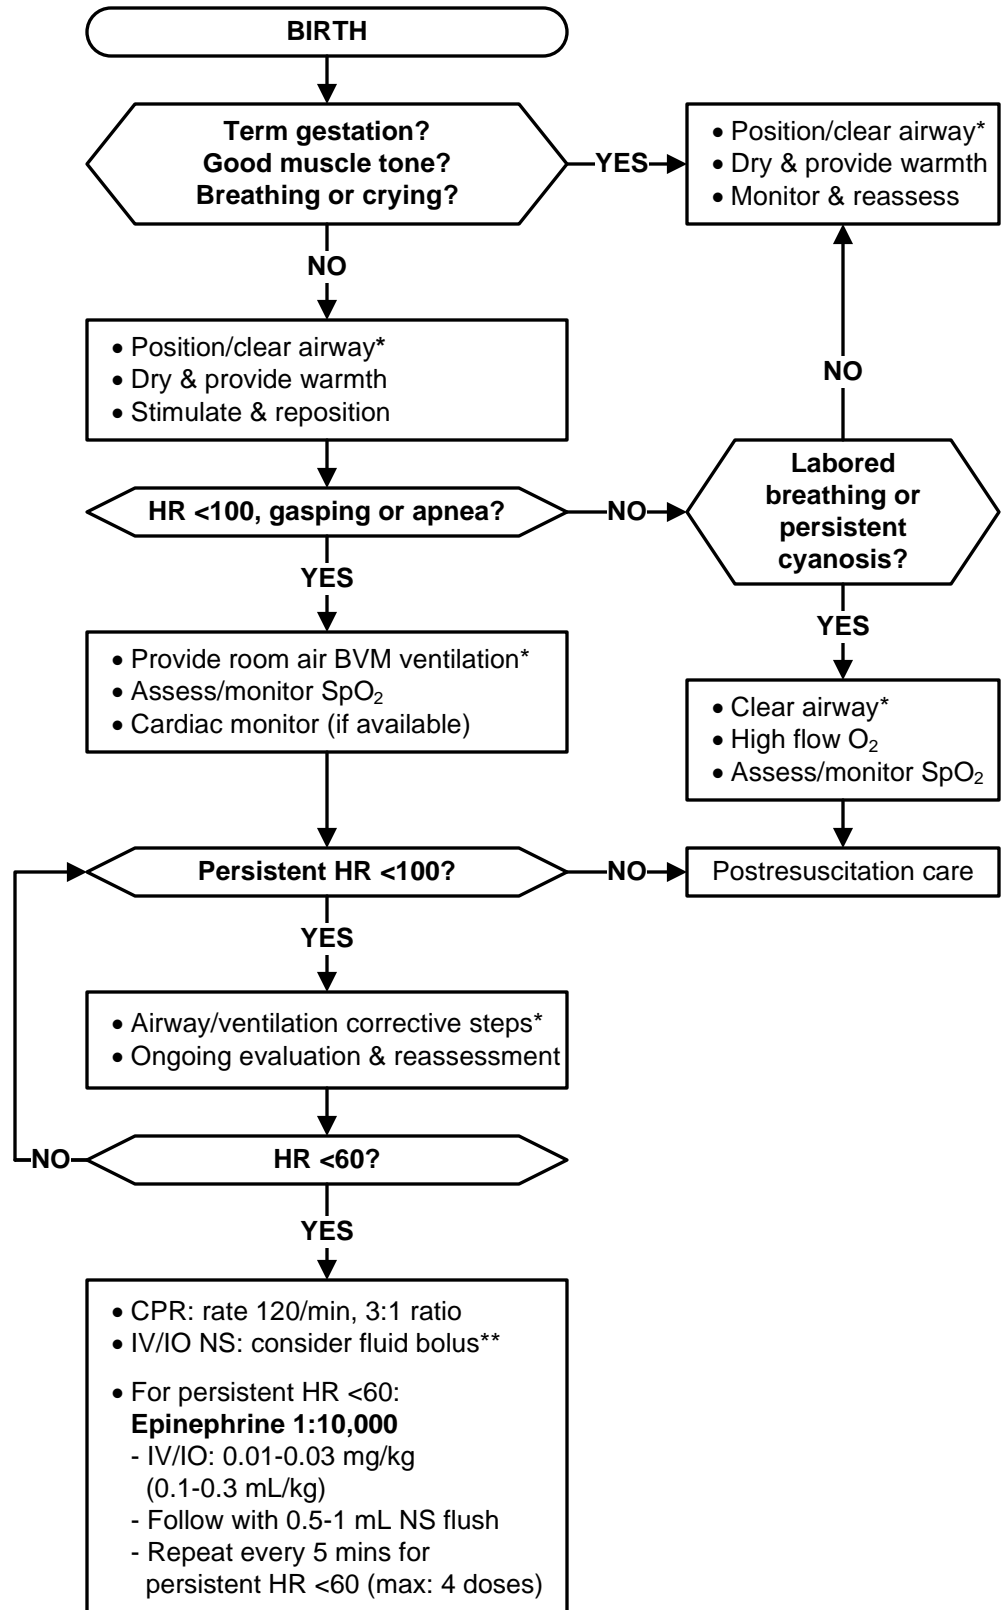 BIRTH
Term gestation?
Good muscle tone?
Breathing or crying?
YES
• Position/clear airway*
• Dry & provide warmth
• Monitor & reassess
NO
• Position/clear airway*
• Dry & provide warmth
• Stimulate & reposition
NO
HR <100, gasping or apnea?
NO
Labored
breathing or
persistent
cyanosis?
YES
YES
• Provide room air BVM ventilation*
• Assess/monitor SpO₂
• Cardiac monitor (if available)
• Clear airway*
• High flow O₂
• Assess/monitor SpO₂
Persistent HR <100?
NO
Postresuscitation care
YES
• Airway/ventilation corrective steps*
• Ongoing evaluation & reassessment
NO
HR <60?
YES
• CPR: rate 120/min, 3:1 ratio
• IV/IO NS: consider fluid bolus**
• For persistent HR <60:
Epinephrine 1:10,000
- IV/IO: 0.01-0.03 mg/kg
(0.1-0.3 mL/kg)
- Follow with 0.5-1 mL NS flush
- Repeat every 5 mins for
persistent HR <60 (max: 4 doses)